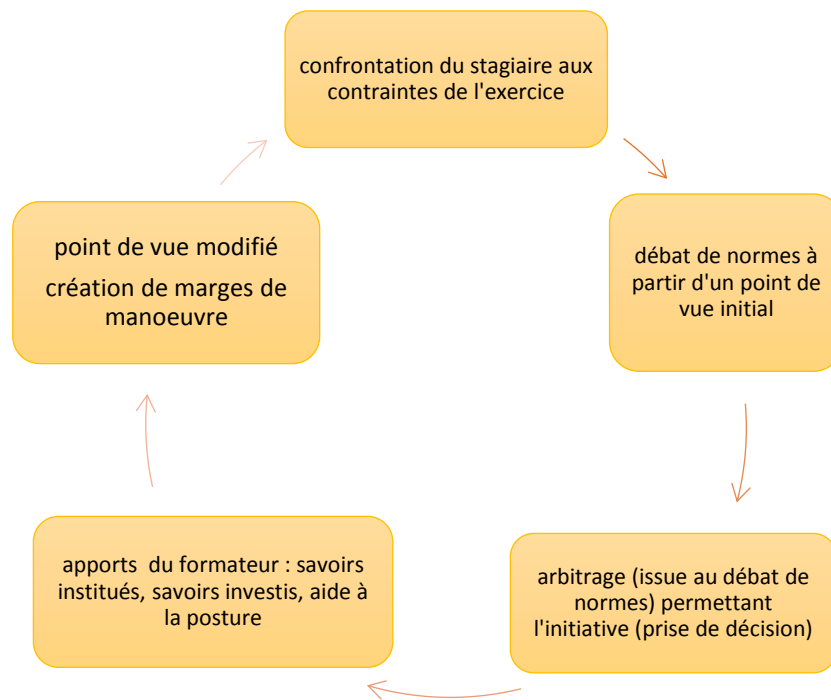 confrontation du stagiaire aux
contraintes de l'exercice
débat de normes à
partir d'un point de
vue initial
arbitrage (issue au débat de
normes) permettant
l'initiative (prise de décision)
apports du formateur : savoirs
institués, savoirs investis, aide à
la posture
point de vue modifié
création de marges de
manoeuvre